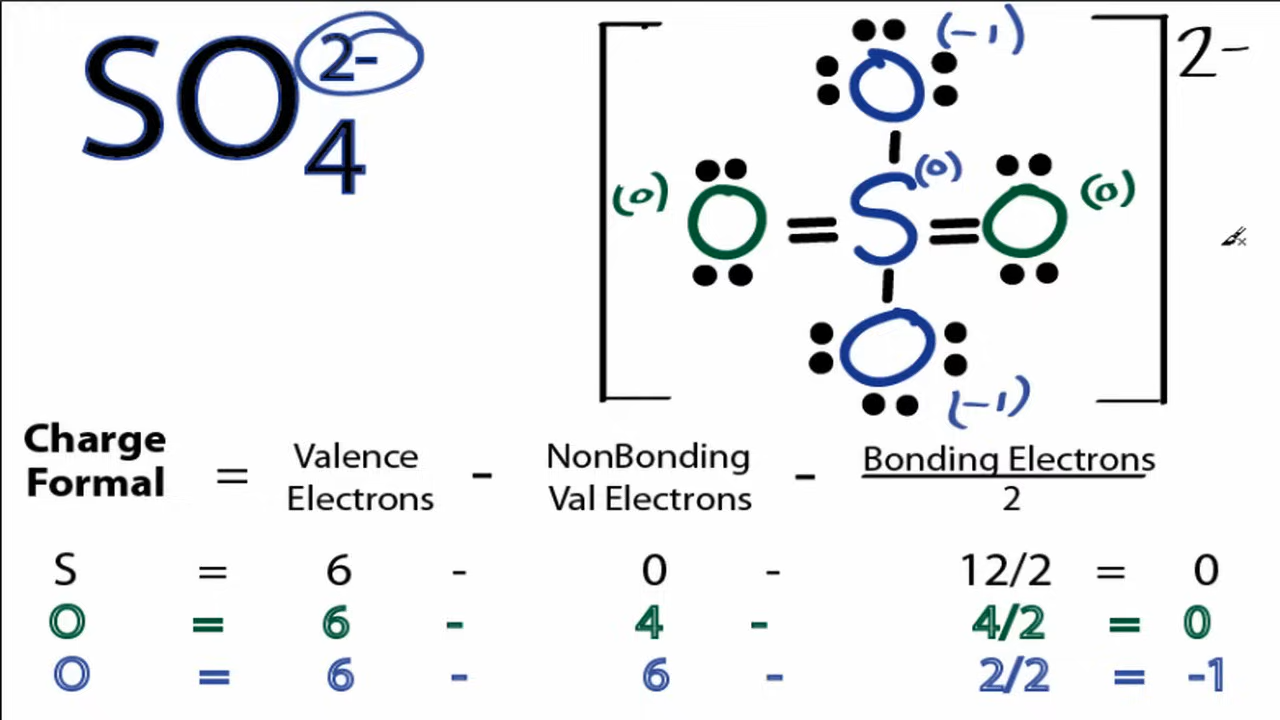 SO₄²⁻
[ ]2-
O (-1)
(0) O = S (0) = O (0)
O (-1)
Charge Formal = Valence Electrons - NonBonding Val Electrons - Bonding Electrons / 2
S = 6 - 0 - 12/2 = 0
O = 6 - 4 - 4/2 = 0
O = 6 - 6 - 2/2 = -1